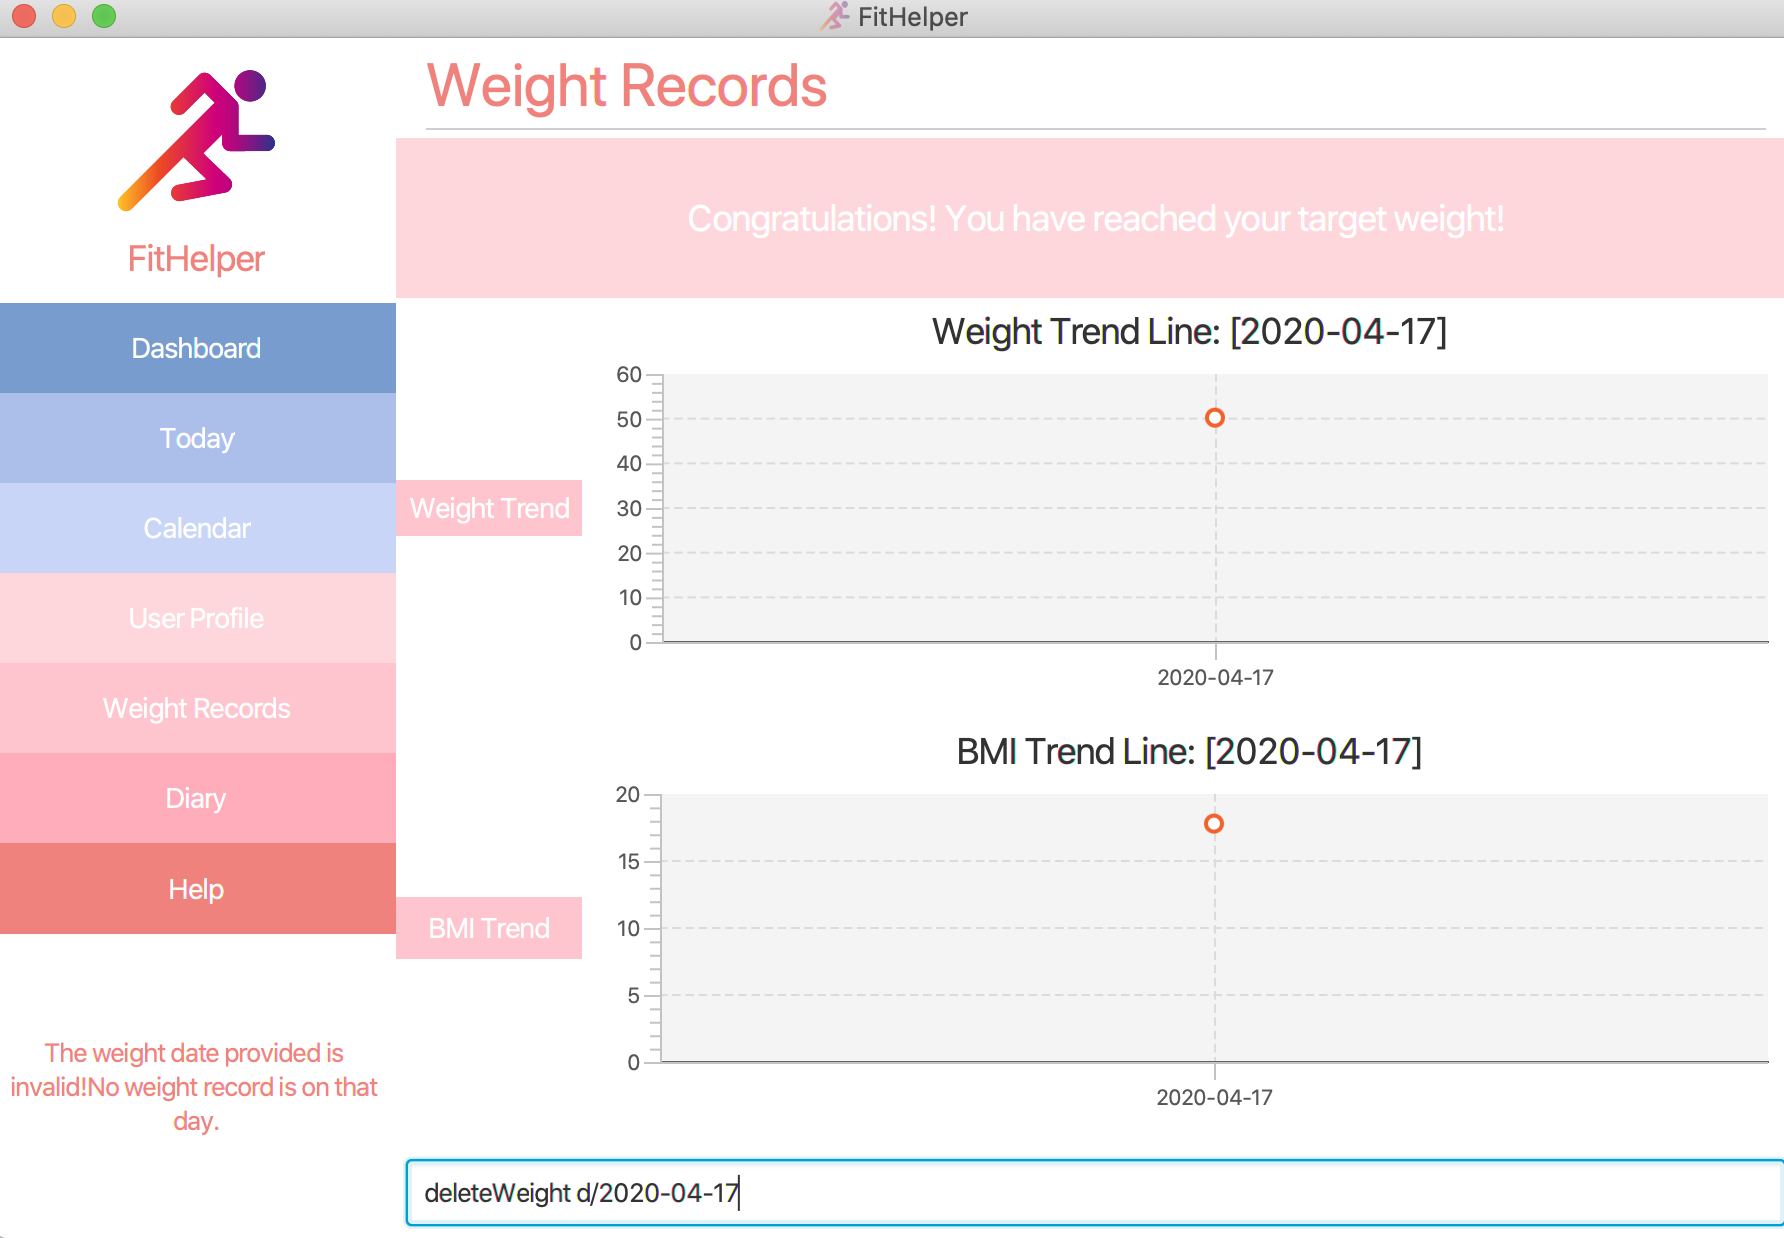 FitHelper
Weight Records
FitHelper
Congratulations! You have reached your target weight!
Dashboard
Today
Calendar
User Profile
Weight Records
Diary
Help
The weight date provided is
invalid!No weight record is on that
day.
Weight Trend
Weight Trend Line: [2020-04-17]
60
50
40
30
20
10
0
2020-04-17
BMI Trend
BMI Trend Line: [2020-04-17]
20
15
10
5
0
2020-04-17
deleteWeight d/2020-04-17